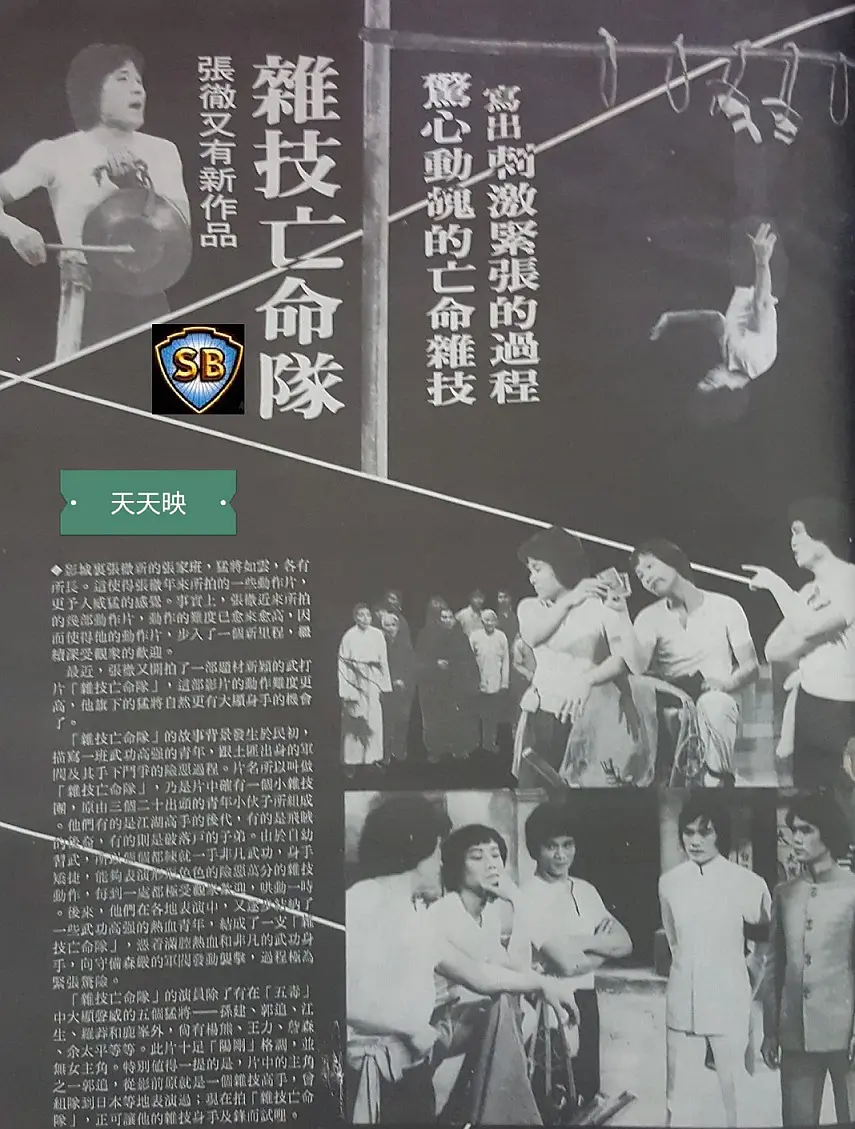 寫出刺激緊張的過程
驚心動魄的亡命雜技
雜技亡命隊
張徹又有新作品
SB
天天映
◆影城裏張徹新的張家班，猛將如雲，各有
所長。這使得張徹年來所拍的一些動作片，
更予人威猛的感覺。事實上，張徹近來所拍
的幾部動作片，動作的難度已愈來愈高，因
而使得他的動作片，步入了一個新里程，繼
續深受觀眾的歡迎。
最近，張徹又開拍了一部題材新穎的武打
片「雜技亡命隊」，這部影片的動作難度更
高，他旗下的猛將自然更有大顯身手的機會
了。
「雜技亡命隊」的故事背景發生於民初，
描寫一班武功高強的青年，跟土匪出身的軍
閥及其手下鬥爭的險惡過程。片名所以叫做
「雜技亡命隊」，乃是片中確有一個小雜技
團，原由三個二十出頭的青年小伙子所組成
。他們有的是江湖高手的後代，有的是飛賊
的後裔，有的則是破落戶的子弟。由於自幼
習武，所以個個都練就一手非凡武功，身手
矯捷，能夠表演形形色色的險惡萬分的雜技
動作，每到一處都極受觀眾歡迎，哄動一時
。後來，他們在各地表演中，又逐步結納了
一些武功高強的熱血青年，結成了一支「雜
技亡命隊」，憑着滿腔熱血和非凡的武功身
手，向守備森嚴的軍閥發動襲擊，過程極為
緊張驚險。
「雜技亡命隊」的演員除了有在「五毒」
中大顯聲威的五個猛將——孫建、郭追、江
生、羅莽和鹿峯外，尚有楊熊、王力、詹森
、余太平等等。此片十足「陽剛」格調，並
無女主角。特別值得一提的是，片中的主角
之一郭追，從影前原就是一個雜技高手，曾
組隊到日本等地表演過；現在拍「雜技亡命
隊」，正可讓他的雜技身手及鋒而試哩。